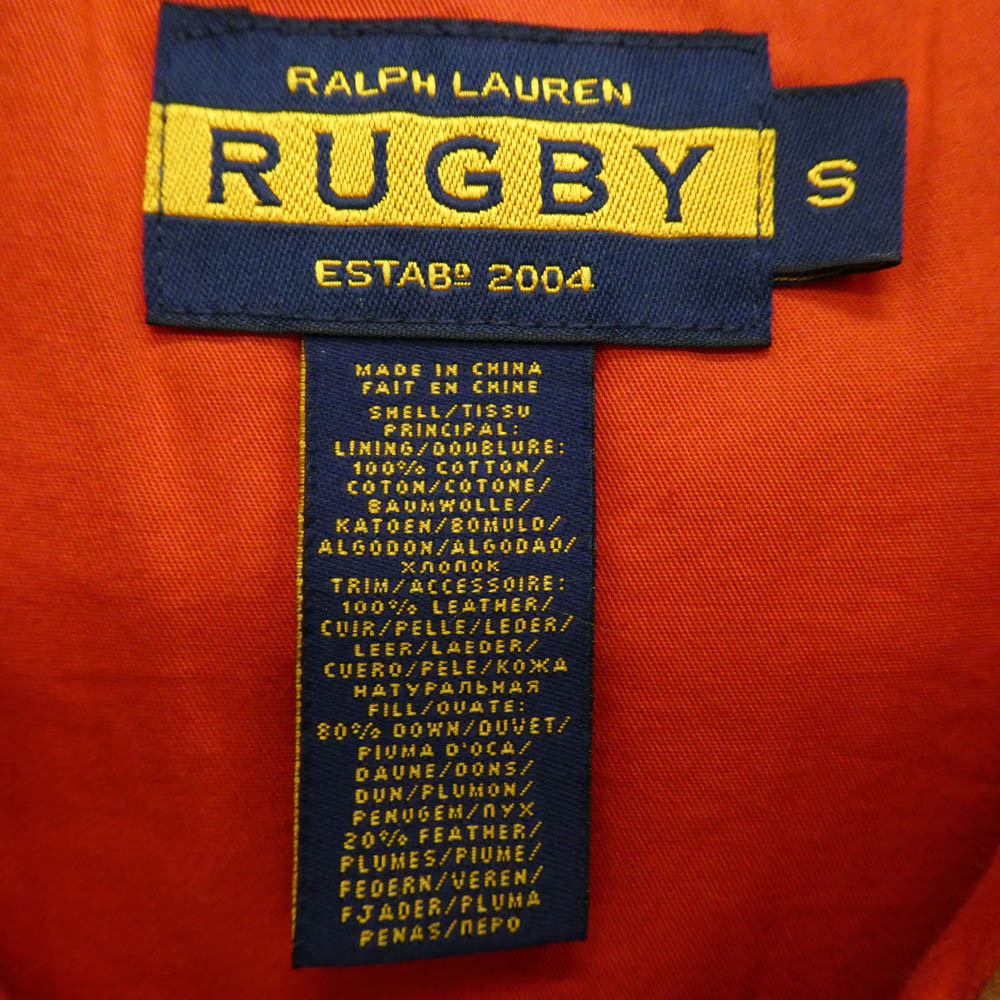 RALPH LAUREN
RUGBY
ESTABº 2004
S
MADE IN CHINA
FAIT EN CHINE
SHELL/TISSU
PRINCIPAL:
LINING/DOUBLURE:
100% COTTON/
COTON/COTONE/
BAUMWOLLE/
KATOEN/BOMULD/
ALGODON/ALGODAO/
ХЛОПОК
TRIM/ACCESSOIRE:
100% LEATHER/
CUIR/PELLE/LEDER/
LEER/LAEDER/
CUERO/PELE/КОЖА
НАТУРАЛЬНАЯ
FILL/OUATE:
80% DOWN/DUVET/
PIUMA D'OCA/
DAUNE/DONS/
DUN/PLUMON/
PENUGEM/ПУХ
20% FEATHER/
PLUMES/PIUME/
FEDERN/VEREN/
FJADER/PLUMA
PENAS/ПЕРО